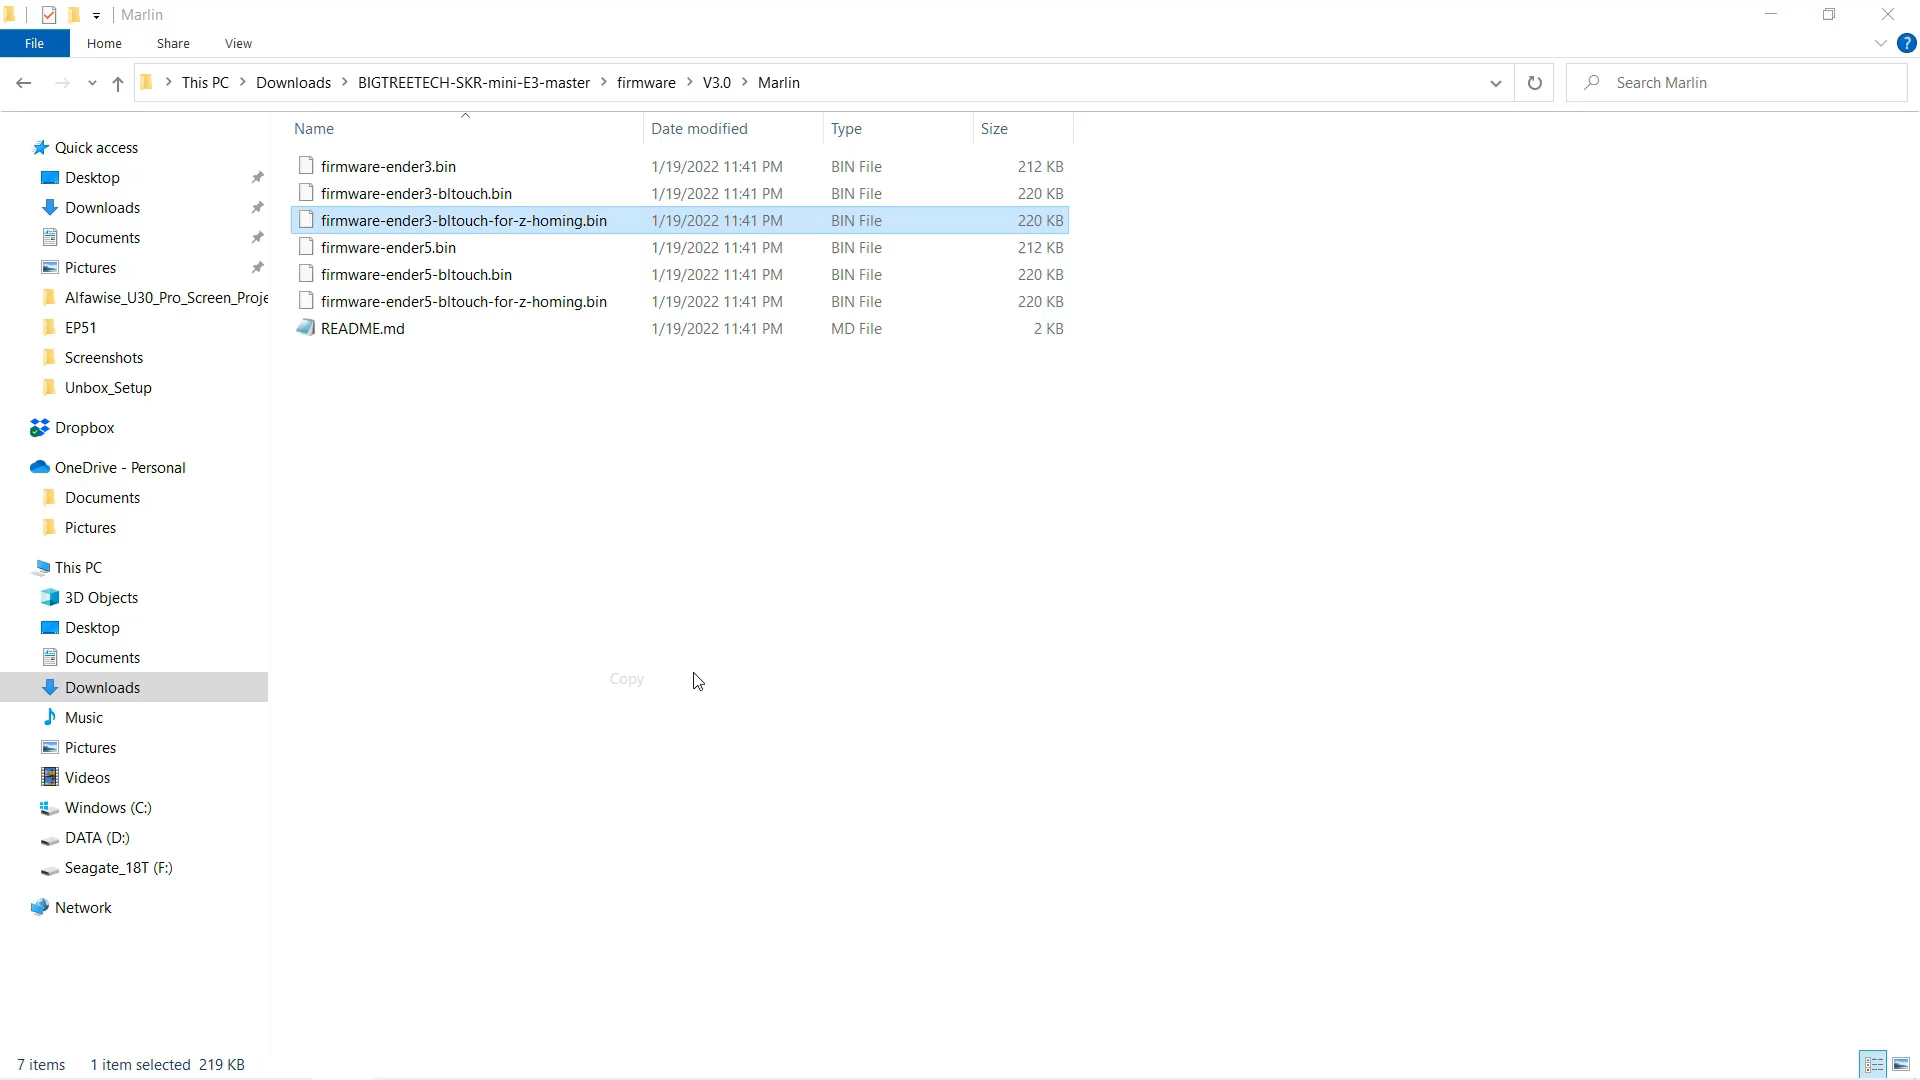 Marlin
File Home Share View
This PC Downloads BIGTREETECH-SKR-mini-E3-master firmware V3.0 Marlin
Search Marlin
Name Date modified Type Size
firmware-ender3.bin 1/19/2022 11:41 PM BIN File 212 KB
firmware-ender3-bltouch.bin 1/19/2022 11:41 PM BIN File 220 KB
firmware-ender3-bltouch-for-z-homing.bin 1/19/2022 11:41 PM BIN File 220 KB
firmware-ender5.bin 1/19/2022 11:41 PM BIN File 212 KB
firmware-ender5-bltouch.bin 1/19/2022 11:41 PM BIN File 220 KB
firmware-ender5-bltouch-for-z-homing.bin 1/19/2022 11:41 PM BIN File 220 KB
README.md 1/19/2022 11:41 PM MD File 2 KB
Quick access
Desktop
Downloads
Documents
Pictures
Alfawise_U30_Pro_Screen_Proje
EP51
Screenshots
Unbox_Setup
Dropbox
OneDrive - Personal
Documents
Pictures
This PC
3D Objects
Desktop
Documents
Copy
Downloads
Music
Pictures
Videos
Windows (C:)
DATA (D:)
Seagate_18T (F:)
Network
7 items 1 item selected 219 KB